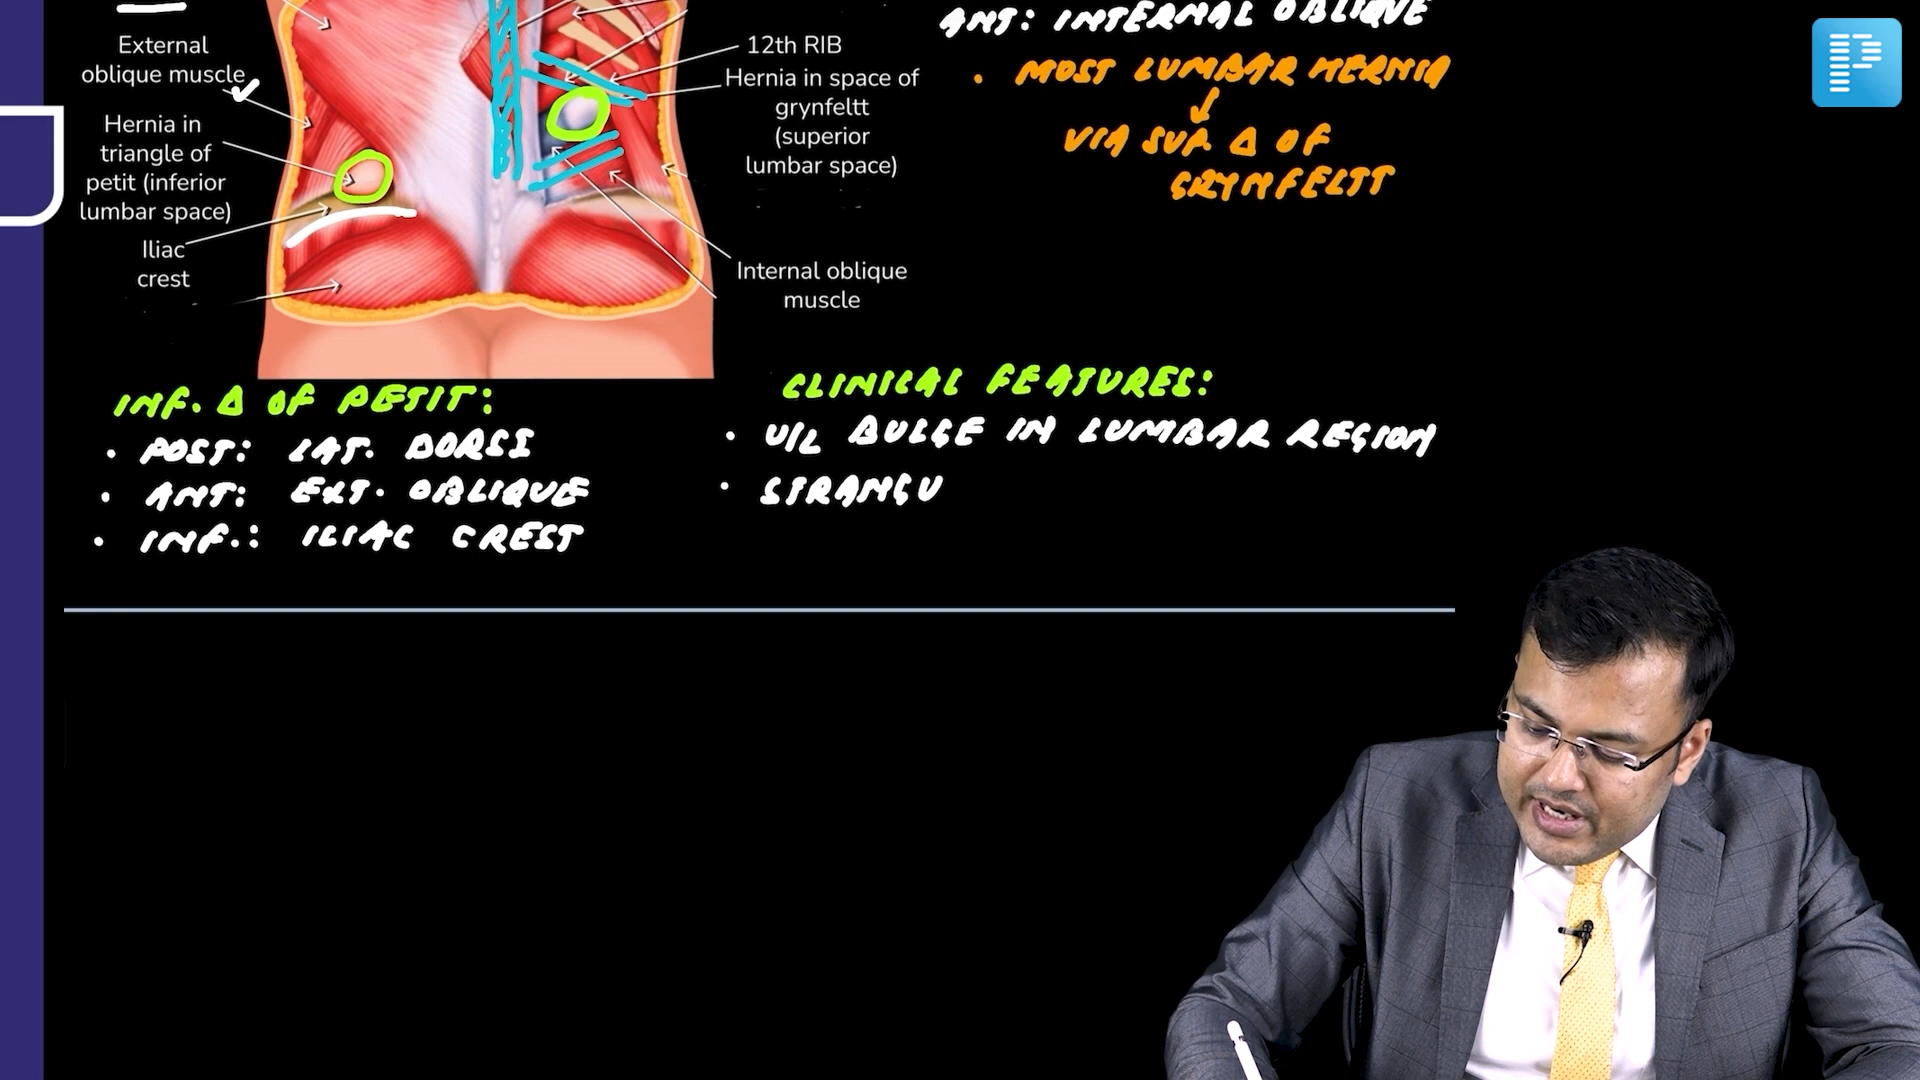 External
oblique muscle
Hernia in
triangle of
petit (inferior
lumbar space)
Iliac
crest
12th RIB
Hernia in space of
grynfeltt
(superior
lumbar space)
Internal oblique
muscle
ANT: INTERNAL OBLIQUE
• MOST LUMBAR HERNIA
↓
VIA SUP. Δ OF
GRYNFELTT
INF. Δ OF PETIT:
• POST: LAT. DORSI
• ANT: EXT. OBLIQUE
• INF.: ILIAC CREST
CLINICAL FEATURES:
• U/L BULGE IN LUMBAR REGION
• STRANGU
P